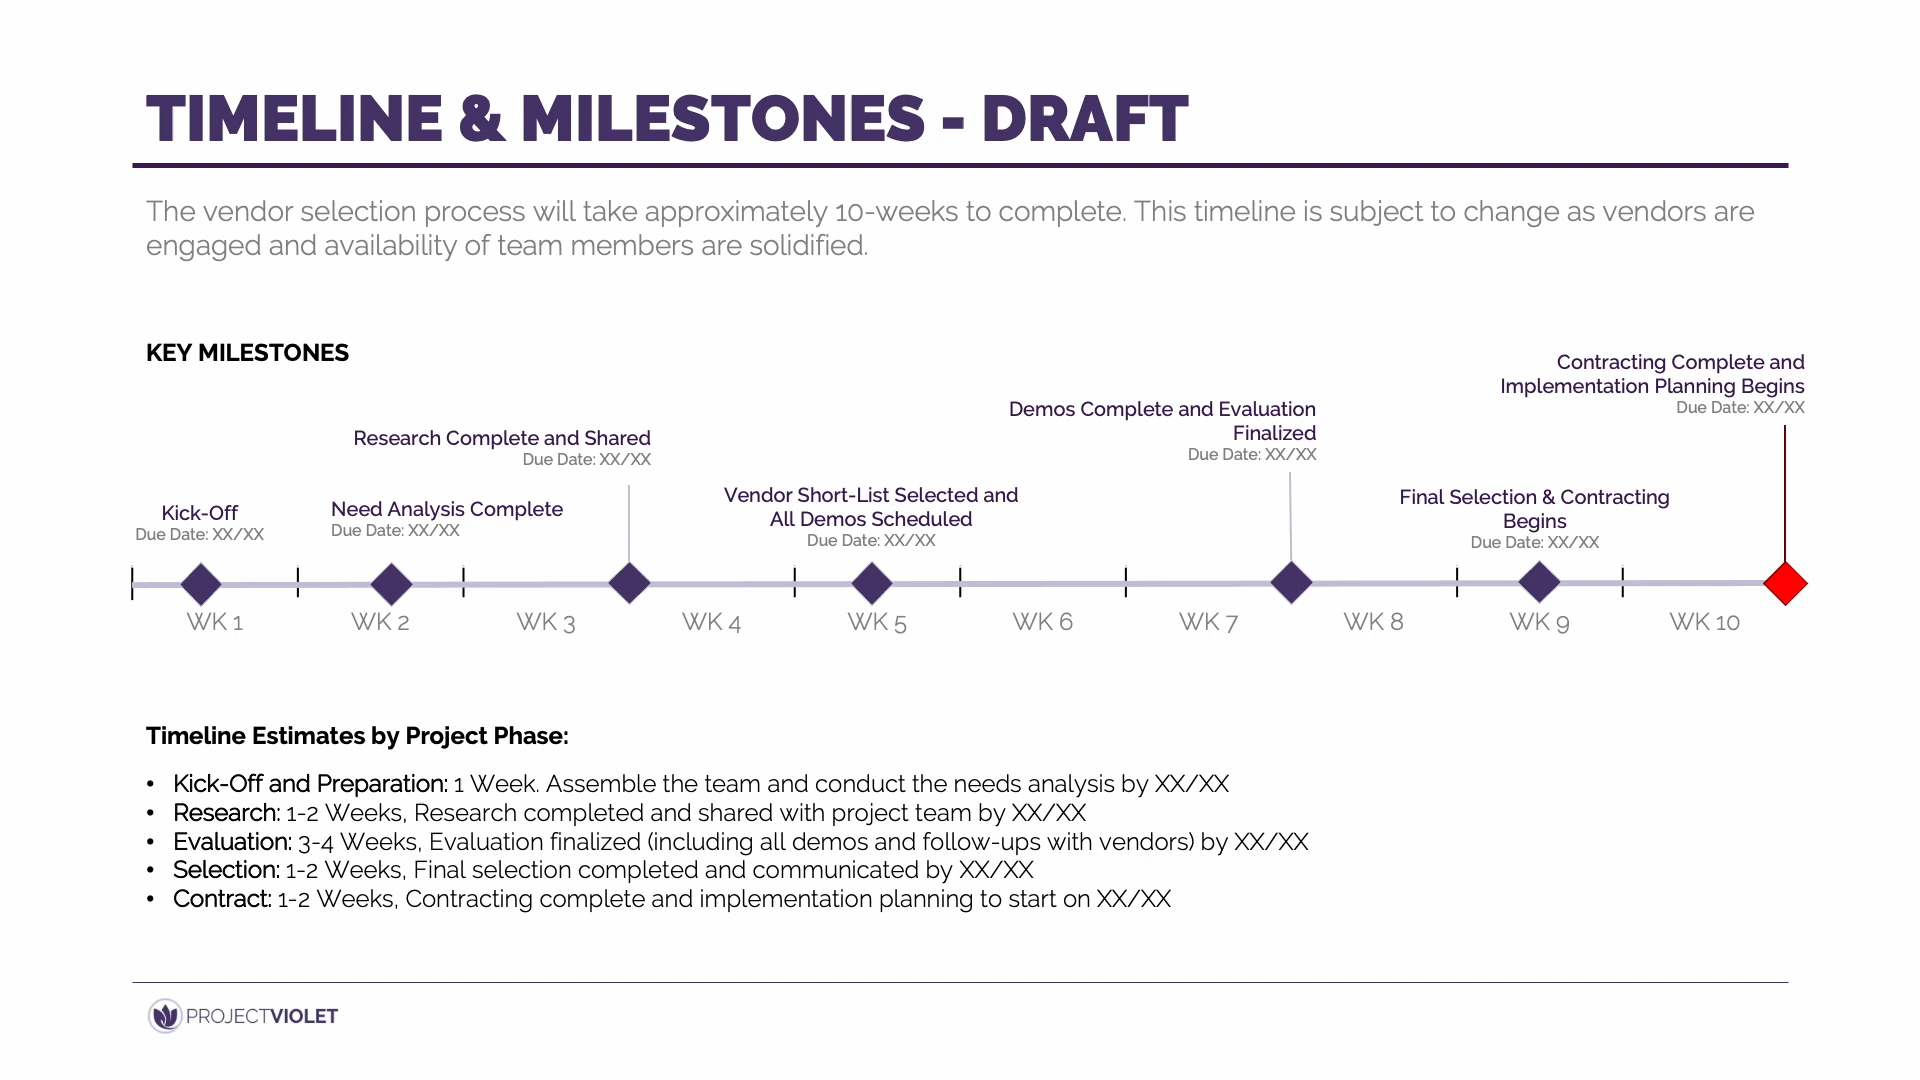 TIMELINE & MILESTONES - DRAFT
The vendor selection process will take approximately 10-weeks to complete. This timeline is subject to change as vendors are
engaged and availability of team members are solidified.
KEY MILESTONES
Kick-Off
Due Date: XX/XX
Need Analysis Complete
Due Date: XX/XX
Research Complete and Shared
Due Date: XX/XX
Vendor Short-List Selected and
All Demos Scheduled
Due Date: XX/XX
Demos Complete and Evaluation
Finalized
Due Date: XX/XX
Final Selection & Contracting
Begins
Due Date: XX/XX
Contracting Complete and
Implementation Planning Begins
Due Date: XX/XX
WK 1 WK 2 WK 3 WK 4 WK 5 WK 6 WK 7 WK 8 WK 9 WK 10
Timeline Estimates by Project Phase:
• Kick-Off and Preparation: 1 Week. Assemble the team and conduct the needs analysis by XX/XX
• Research: 1-2 Weeks, Research completed and shared with project team by XX/XX
• Evaluation: 3-4 Weeks, Evaluation finalized (including all demos and follow-ups with vendors) by XX/XX
• Selection: 1-2 Weeks, Final selection completed and communicated by XX/XX
• Contract: 1-2 Weeks, Contracting complete and implementation planning to start on XX/XX
PROJECTVIOLET